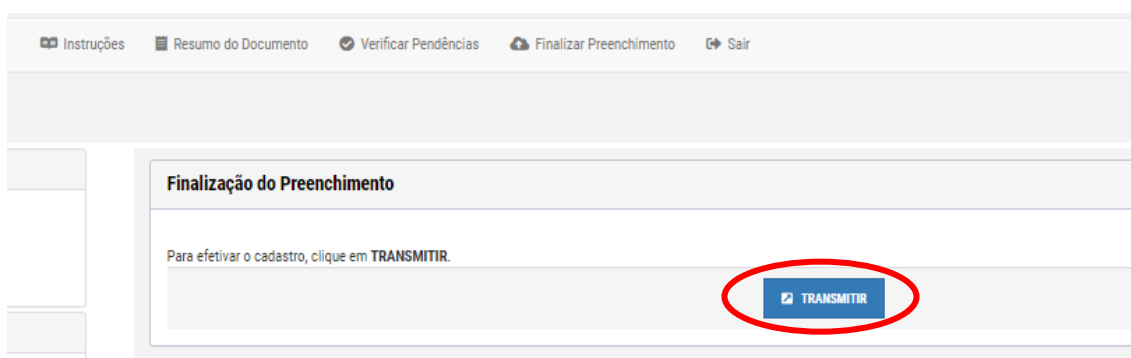 Instruções Resumo do Documento Verificar Pendências Finalizar Preenchimento Sair
Finalização do Preenchimento
Para efetivar o cadastro, clique em TRANSMITIR.
TRANSMITIR